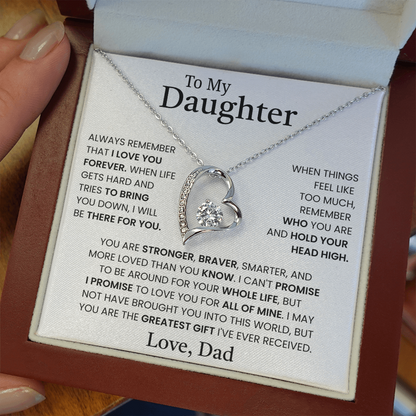 To My
Daughter
ALWAYS REMEMBER
THAT I LOVE YOU
FOREVER. WHEN LIFE
GETS HARD AND
TRIES TO BRING
YOU DOWN, I WILL
BE THERE FOR YOU.
WHEN THINGS
FEEL LIKE
TOO MUCH,
REMEMBER
WHO YOU ARE
AND HOLD YOUR
HEAD HIGH.
YOU ARE STRONGER, BRAVER, SMARTER, AND
MORE LOVED THAN YOU KNOW. I CAN'T PROMISE
TO BE AROUND FOR YOUR WHOLE LIFE, BUT
I PROMISE TO LOVE YOU FOR ALL OF MINE. I MAY
NOT HAVE BROUGHT YOU INTO THIS WORLD, BUT
YOU ARE THE GREATEST GIFT I'VE EVER RECEIVED.
Love, Dad